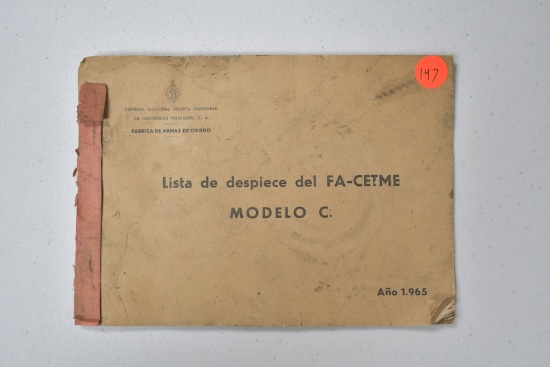 147
EMPRESA NACIONAL SANTA BARBARA
DE INDUSTRIAS MILITARES, S. A.
FABRICA DE ARMAS DE OVIEDO
Lista de despiece del FA-CETME
MODELO C.
Año 1.965